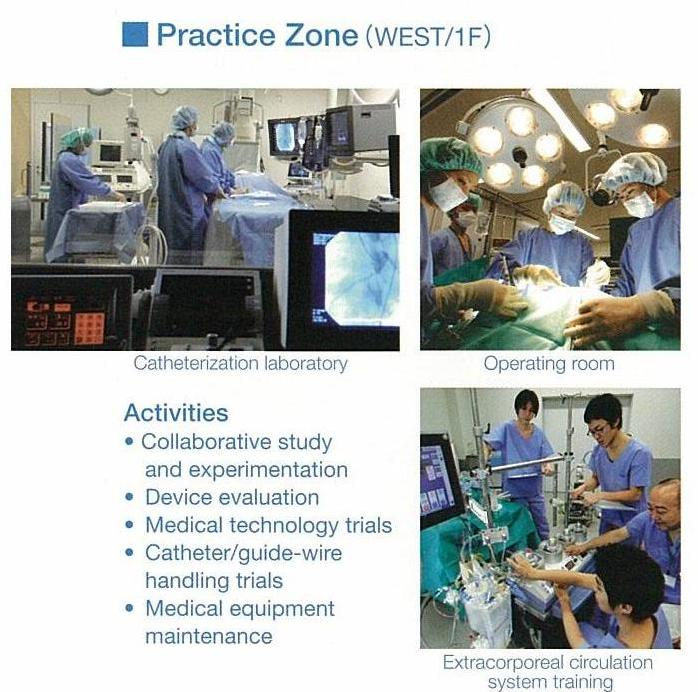 Practice Zone (WEST/1F)
Catheterization laboratory
Operating room
Activities
• Collaborative study
and experimentation
• Device evaluation
• Medical technology trials
• Catheter/guide-wire
handling trials
• Medical equipment
maintenance
Extracorporeal circulation
system training